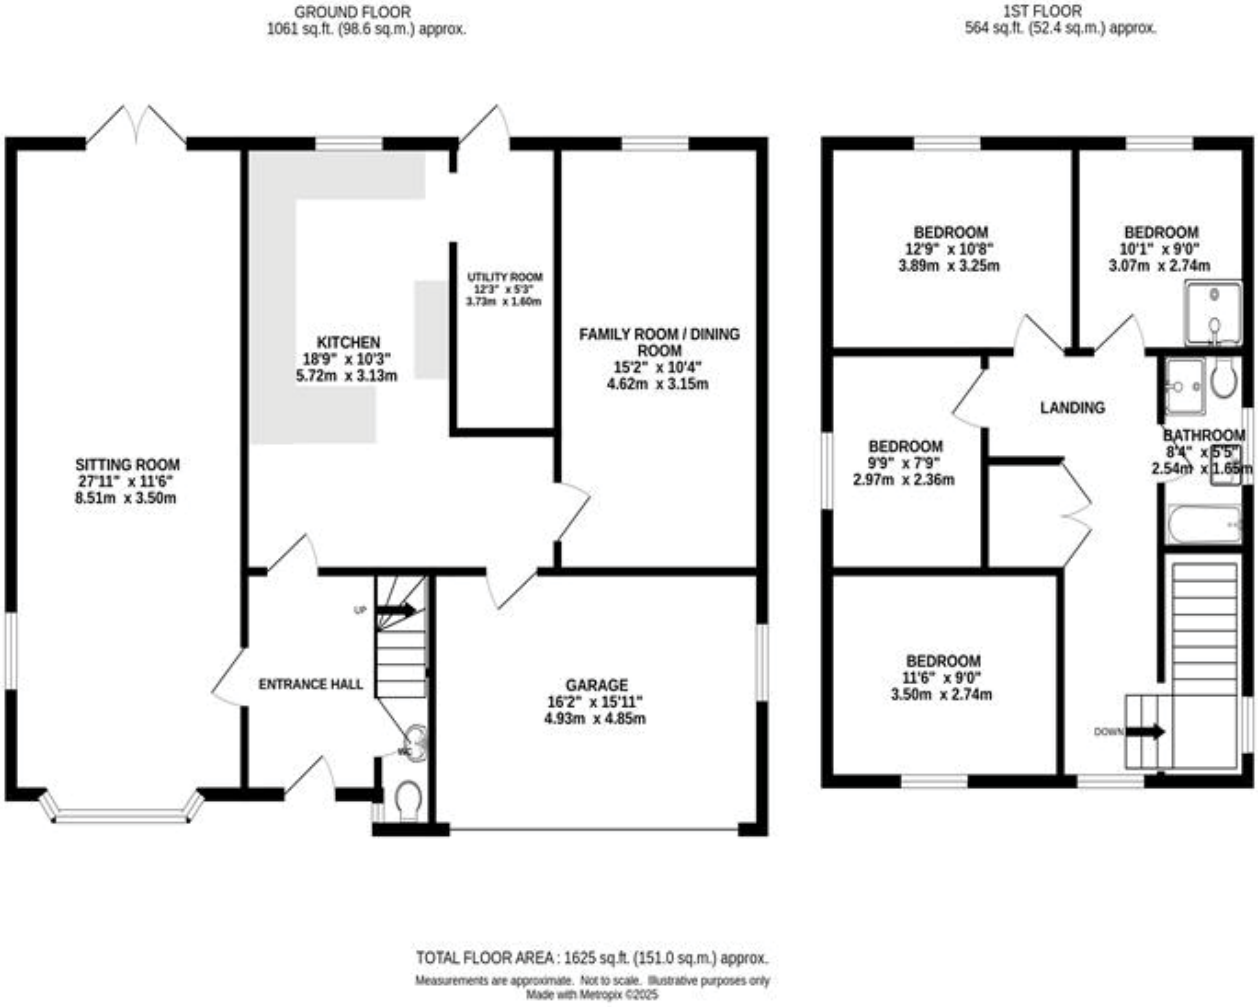 GROUND FLOOR
1061 sq.ft. (98.6 sq.m.) approx.
1ST FLOOR
564 sq.ft. (52.4 sq.m.) approx.
SITTING ROOM
27'11" x 11'6"
8.51m x 3.50m
KITCHEN
18'9" x 10'3"
5.72m x 3.13m
UTILITY ROOM
12'3" x 5'3"
3.73m x 1.60m
FAMILY ROOM / DINING
ROOM
15'2" x 10'4"
4.62m x 3.15m
UP
ENTRANCE HALL
WC
GARAGE
16'2" x 15'11"
4.93m x 4.85m
BEDROOM
12'9" x 10'8"
3.89m x 3.25m
BEDROOM
10'1" x 9'0"
3.07m x 2.74m
LANDING
BEDROOM
9'9" x 7'9"
2.97m x 2.36m
BATHROOM
8'4" x 5'5"
2.54m x 1.65m
BEDROOM
11'6" x 9'0"
3.50m x 2.74m
DOWN
TOTAL FLOOR AREA : 1625 sq.ft. (151.0 sq.m.) approx.
Measurements are approximate. Not to scale. Illustrative purposes only
Made with Metropix ©2025